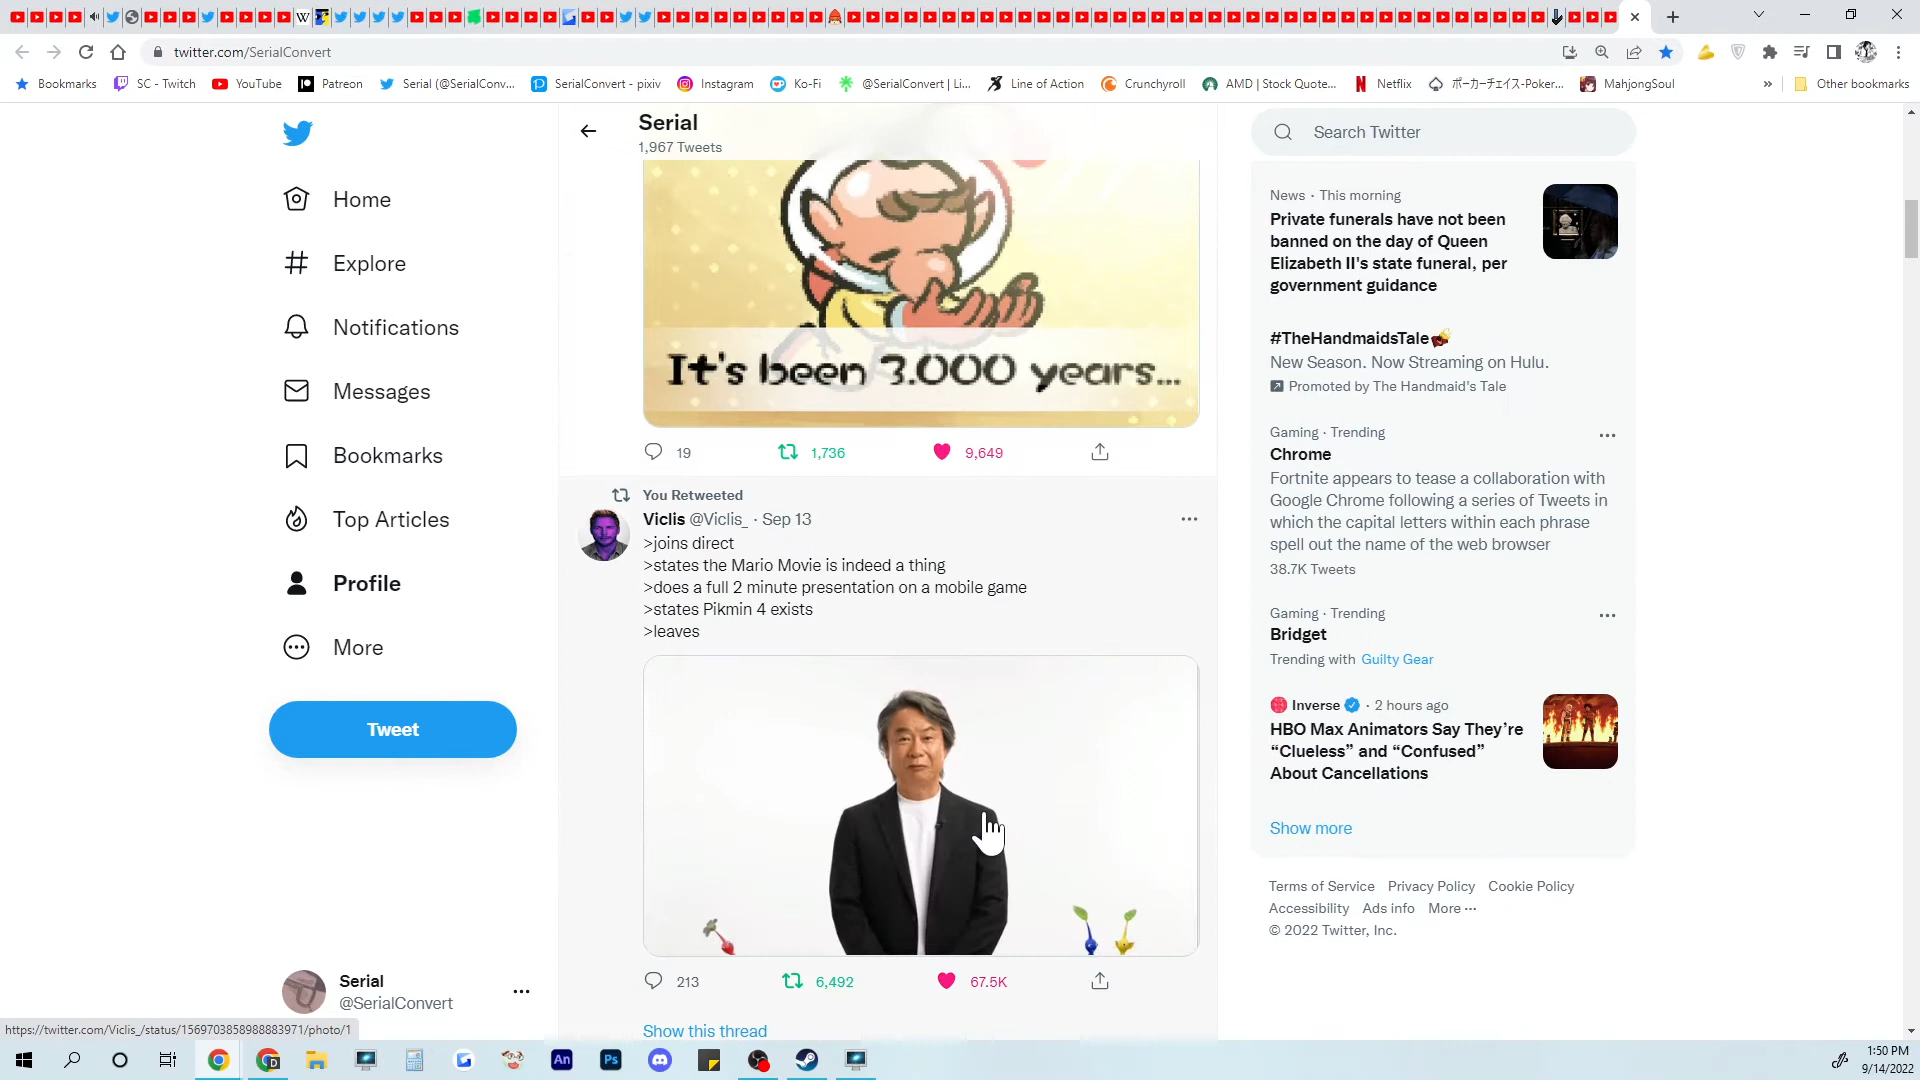 twitter.com/SerialConvert
Bookmarks
SC - Twitch
YouTube
Patreon
Serial (@SerialConv...
SerialConvert - pixiv
Instagram
Ko-Fi
@SerialConvert | Li...
Line of Action
Crunchyroll
AMD | Stock Quote...
Netflix
ポーカーチェイス-Poker...
MahjongSoul
»
Other bookmarks
Home
Explore
Notifications
Messages
Bookmarks
Top Articles
Profile
More
Tweet
Serial
@SerialConvert
...
https://twitter.com/Viclis_/status/1569703858988883971/photo/1
Serial
1,967 Tweets
It's been 3.000 years...
19
1,736
9,649
You Retweeted
Viclis @Viclis_ · Sep 13
>joins direct
>states the Mario Movie is indeed a thing
>does a full 2 minute presentation on a mobile game
>states Pikmin 4 exists
>leaves
213
6,492
67.5K
Show this thread
Search Twitter
News · This morning
Private funerals have not been
banned on the day of Queen
Elizabeth II's state funeral, per
government guidance
#TheHandmaidsTale
New Season. Now Streaming on Hulu.
Promoted by The Handmaid's Tale
Gaming · Trending
Chrome
Fortnite appears to tease a collaboration with
Google Chrome following a series of Tweets in
which the capital letters within each phrase
spell out the name of the web browser
38.7K Tweets
Gaming · Trending
Bridget
Trending with Guilty Gear
Inverse · 2 hours ago
HBO Max Animators Say They're
“Clueless” and “Confused”
About Cancellations
Show more
Terms of Service Privacy Policy Cookie Policy
Accessibility Ads info More ···
© 2022 Twitter, Inc.
An
Ps
1:50 PM
9/14/2022